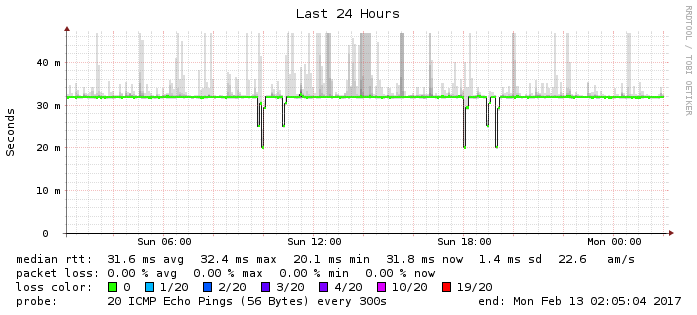 Last 24 Hours
RRDTOOL / TOBI OETIKER
Seconds
40 m
30 m
20 m
10 m
0
Sun 06:00 Sun 12:00 Sun 18:00 Mon 00:00
median rtt: 31.6 ms avg 32.4 ms max 20.1 ms min 31.8 ms now 1.4 ms sd 22.6 am/s
packet loss: 0.00 % avg 0.00 % max 0.00 % min 0.00 % now
loss color: 0 1/20 2/20 3/20 4/20 10/20 19/20
probe: 20 ICMP Echo Pings (56 Bytes) every 300s end: Mon Feb 13 02:05:04 2017